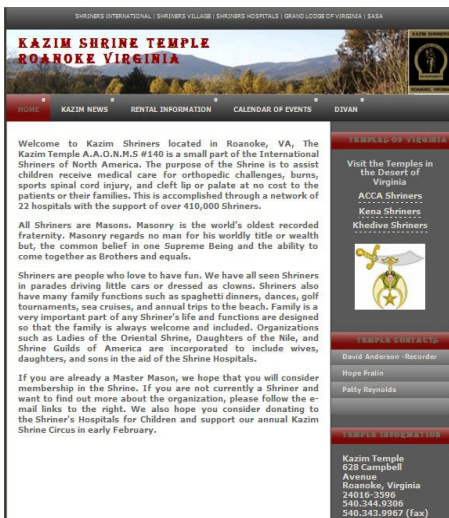 SHRINERS INTERNATIONAL | SHRINERS VILLAGE | SHRINERS HOSPITALS | GRAND LODGE OF VIRGINIA | SASA
KAZIM SHRINE TEMPLE
ROANOKE VIRGINIA
KAZIM SHRINERS
ROANOKE, VIRGINIA
HOME
KAZIM NEWS
RENTAL INFORMATION
CALENDAR OF EVENTS
DIVAN
Welcome to Kazim Shriners located in Roanoke, VA, The
Kazim Temple A.A.O.N.M.S #140 is a small part of the International
Shriners of North America. The purpose of the Shrine is to assist
children receive medical care for orthopedic challenges, burns,
sports spinal cord injury, and cleft lip or palate at no cost to the
patients or their families. This is accomplished through a network of
22 hospitals with the support of over 410,000 Shriners.
All Shriners are Masons. Masonry is the world's oldest recorded
fraternity. Masonry regards no man for his worldly title or wealth
but, the common belief in one Supreme Being and the ability to
come together as Brothers and equals.
Shriners are people who love to have fun. We have all seen Shriners
in parades driving little cars or dressed as clowns. Shriners also
have many family functions such as spaghetti dinners, dances, golf
tournaments, sea cruises, and annual trips to the beach. Family is a
very important part of any Shriner's life and functions are designed
so that the family is always welcome and included. Organizations
such as Ladies of the Oriental Shrine, Daughters of the Nile, and
Shrine Guilds of America are incorporated to include wives,
daughters, and sons in the aid of the Shrine Hospitals.
If you are already a Master Mason, we hope that you will consider
membership in the Shrine. If you are not currently a Shriner and
want to find out more about the organization, please follow the e-
mail links to the right. We also hope you consider donating to
the Shriner's Hospitals for Children and support our annual Kazim
Shrine Circus in early February.
TEMPLES OF VIRGINIA
Visit the Temples in
the Desert of
Virginia
ACCA Shriners
Kena Shriners
Khedive Shriners
TEMPLE CONTACTS
David Anderson -Recorder
Hope Fralin
Patty Reynolds
TEMPLE INFORMATION
Kazim Temple
628 Campbell
Avenue
Roanoke, Virginia
24016-3596
540.344.9306
540.343.9967 (fax)